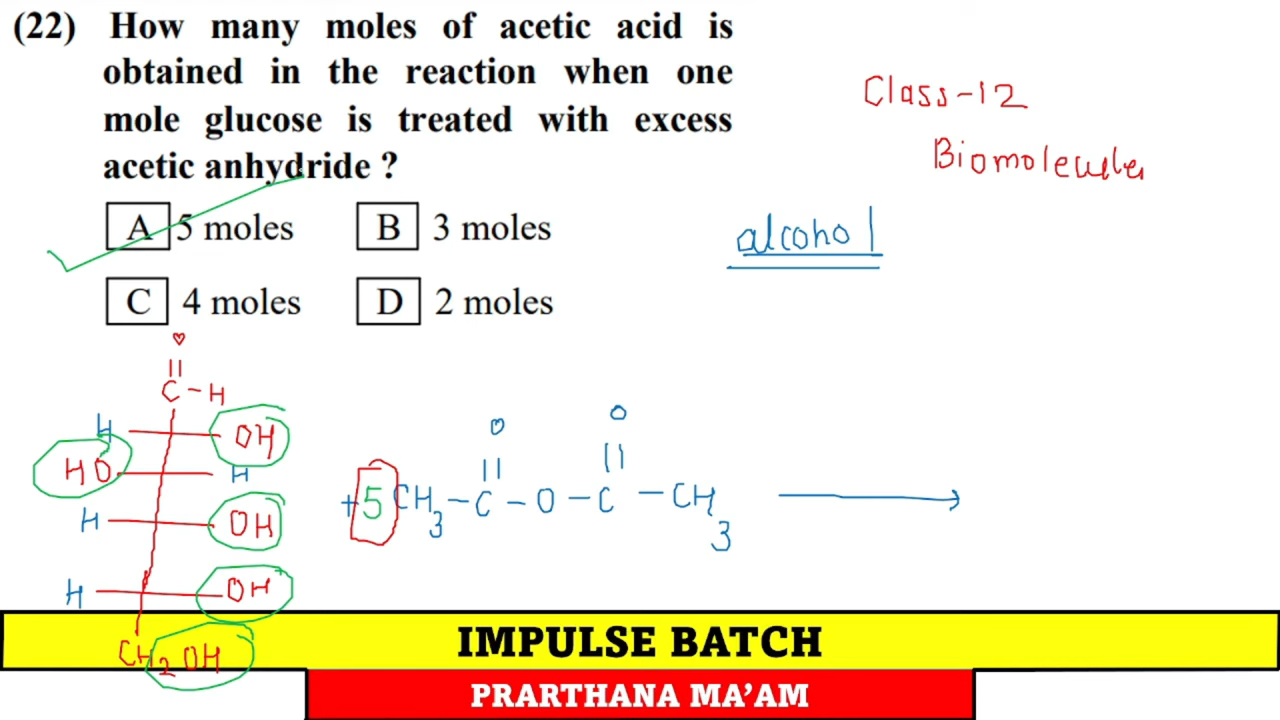 (22) How many moles of acetic acid is
obtained in the reaction when one
mole glucose is treated with excess
acetic anhydride ?
A 5 moles B 3 moles
C 4 moles D 2 moles
Class-12
Biomolecules
alcohol
O
||
C-H
H OH
HO H
H OH
H OH
CH2OH
O O
|| ||
+5CH3-C-O-C-CH3
IMPULSE BATCH
PRARTHANA MA'AM